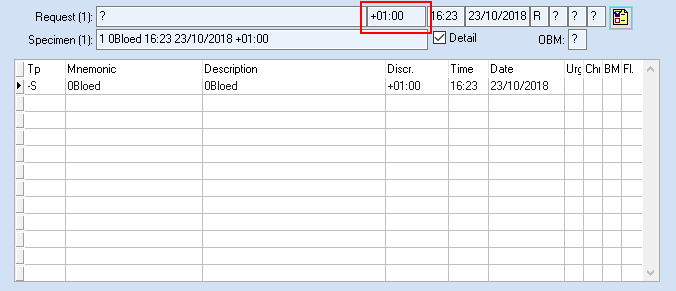 Request (1): ? +01:00 16:23 23/10/2018 R ? ? ?
Specimen (1): 1 0Bloed 16:23 23/10/2018 +01:00 Detail OBM: ?
Tp Mnemonic Description Discr. Time Date Urg Chr BM Fl.
-S 0Bloed 0Bloed +01:00 16:23 23/10/2018